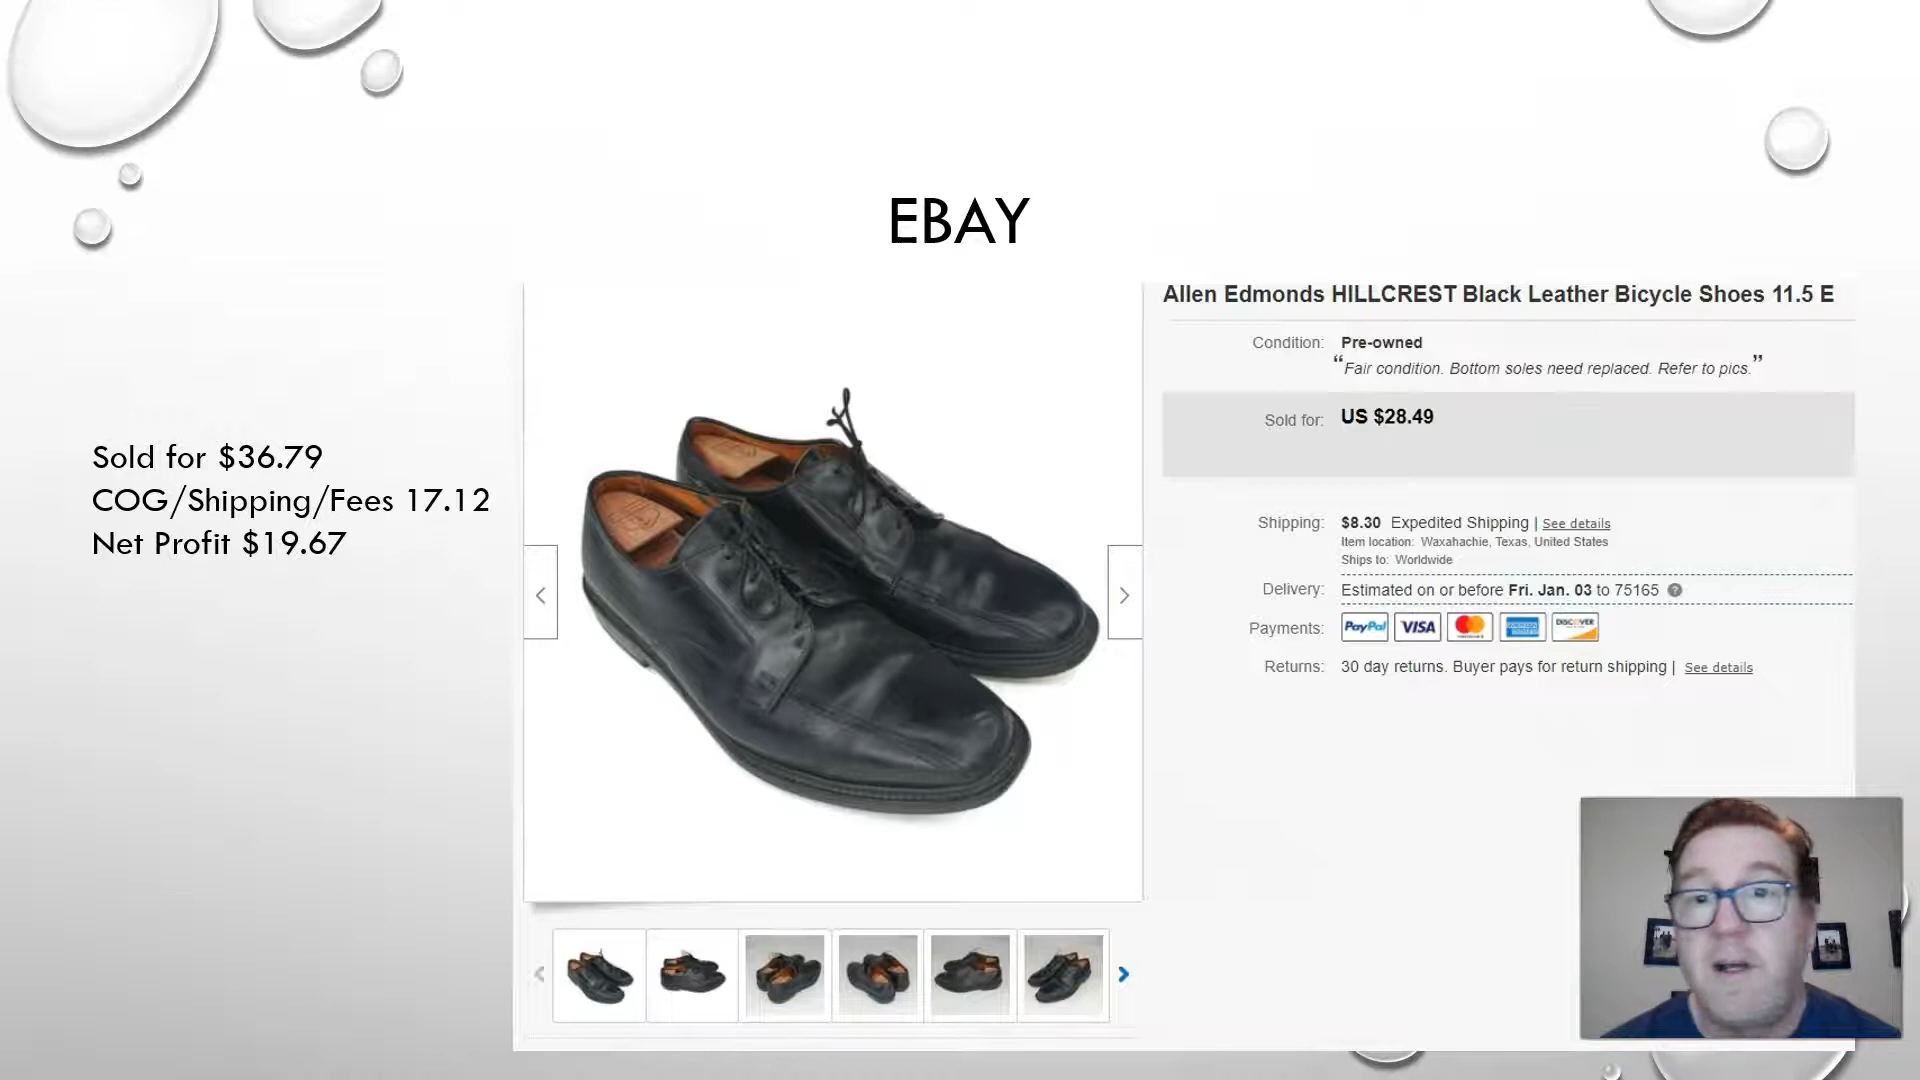 EBAY
Sold for $36.79
COG/Shipping/Fees 17.12
Net Profit $19.67
Allen Edmonds HILLCREST Black Leather Bicycle Shoes 11.5 E
Condition: Pre-owned
“Fair condition. Bottom soles need replaced. Refer to pics.”
Sold for: US $28.49
Shipping: $8.30 Expedited Shipping | See details
Item location: Waxahachie, Texas, United States
Ships to: Worldwide
Delivery: Estimated on or before Fri. Jan. 03 to 75165 ?
Payments: PayPal VISA MasterCard AMERICAN EXPRESS DISCOVER
Returns: 30 day returns. Buyer pays for return shipping | See details